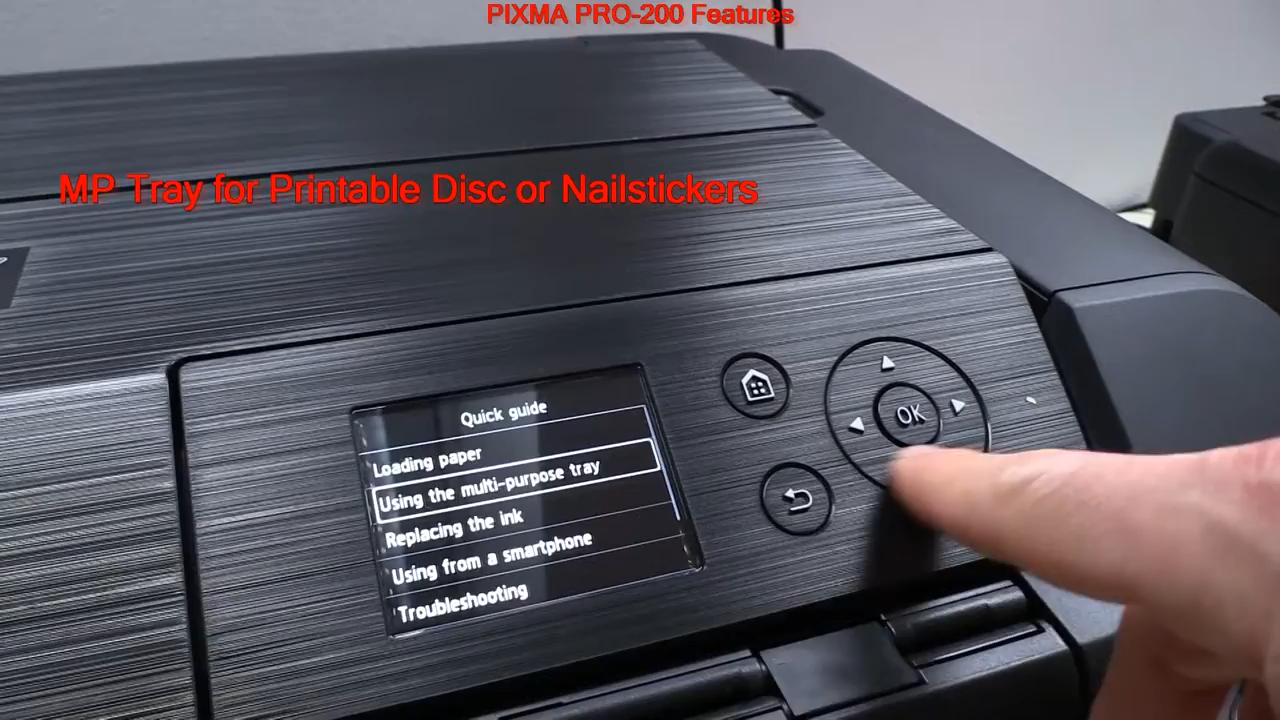 PIXMA PRO-200 Features
MP Tray for Printable Disc or Nailstickers
Quick guide
Loading paper
Using the multi-purpose tray
Replacing the ink
Using from a smartphone
Troubleshooting
OK